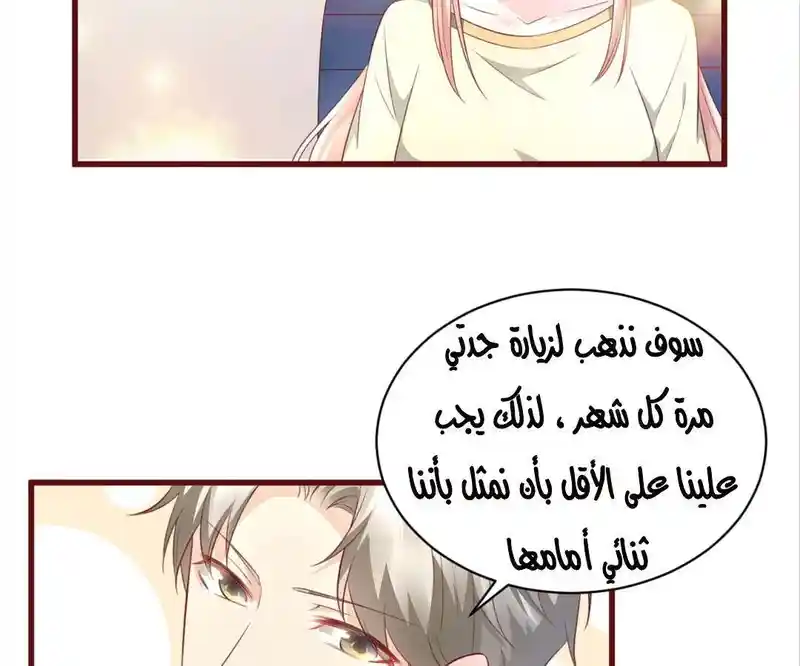 سوف نذهب لزيارة جدتي
مرة كل شهر ، لذلك يجب
علينا على الأقل بأن نمثل بأننا
ثنائي أمامها